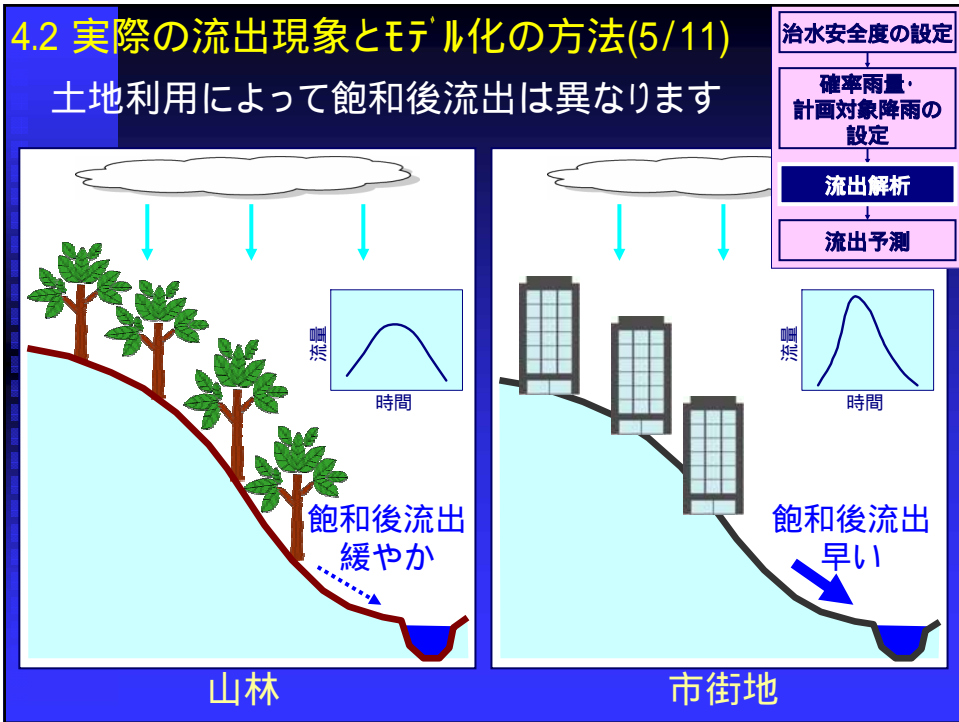 4.2 実際の流出現象とﾓﾃﾞﾙ化の方法(5/11)
土地利用によって飽和後流出は異なります
治水安全度の設定
確率雨量・
計画対象降雨の
設定
流出解析
流出予測
流量
時間
飽和後流出
緩やか
山林
流量
時間
飽和後流出
早い
市街地